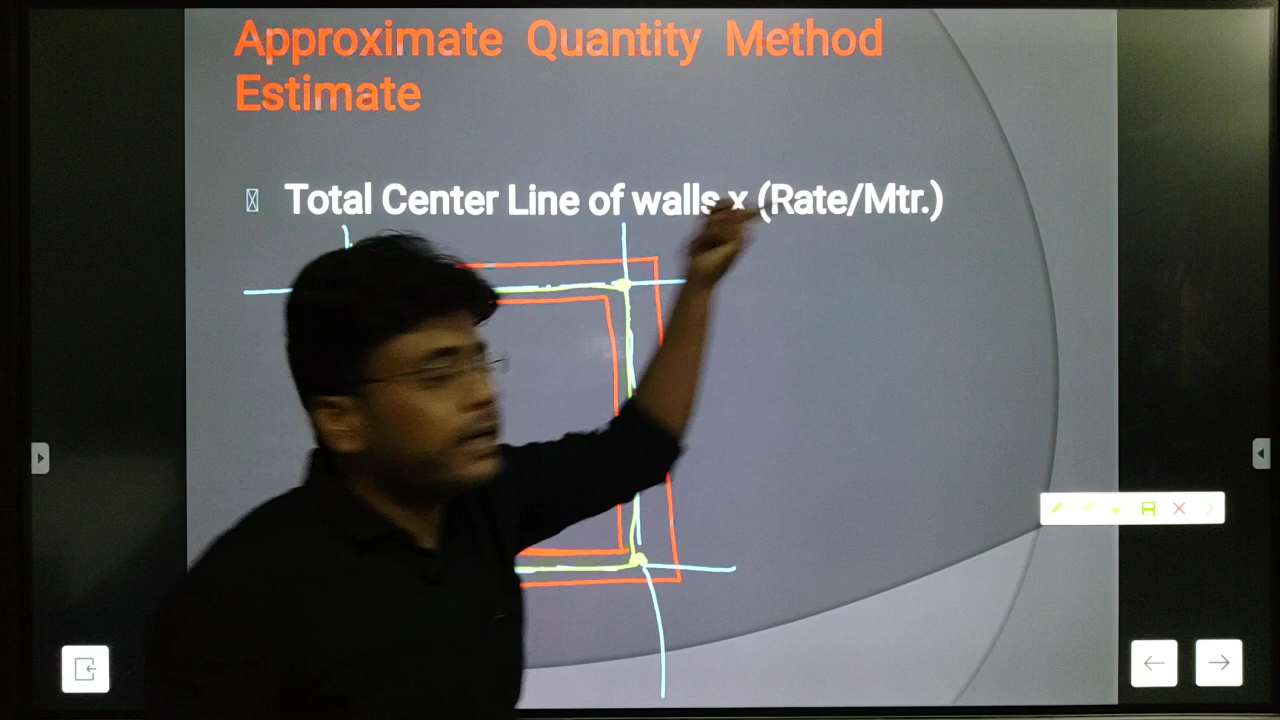 Approximate Quantity Method
Estimate
Total Center Line of walls x (Rate/Mtr.)